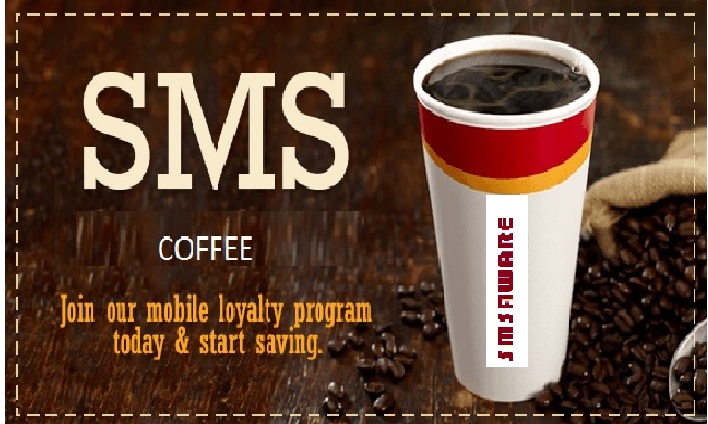 SMS
COFFEE
Join our mobile loyalty program
today & start saving.
SMSAWARE